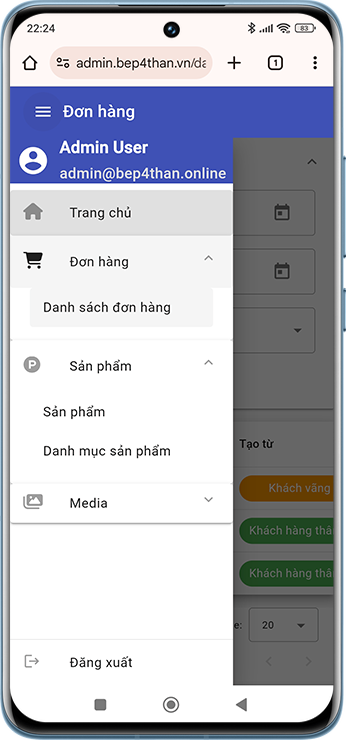 22:24
83
admin.bep4than.vn/da
1
Đơn hàng
Admin User
admin@bep4than.online
Trang chủ
Đơn hàng
Danh sách đơn hàng
P
Sản phẩm
Sản phẩm
Danh mục sản phẩm
Tạo từ
Media
Khách vãng
Khách hàng thâ
Khách hàng thâ
e:
20
Đăng xuất